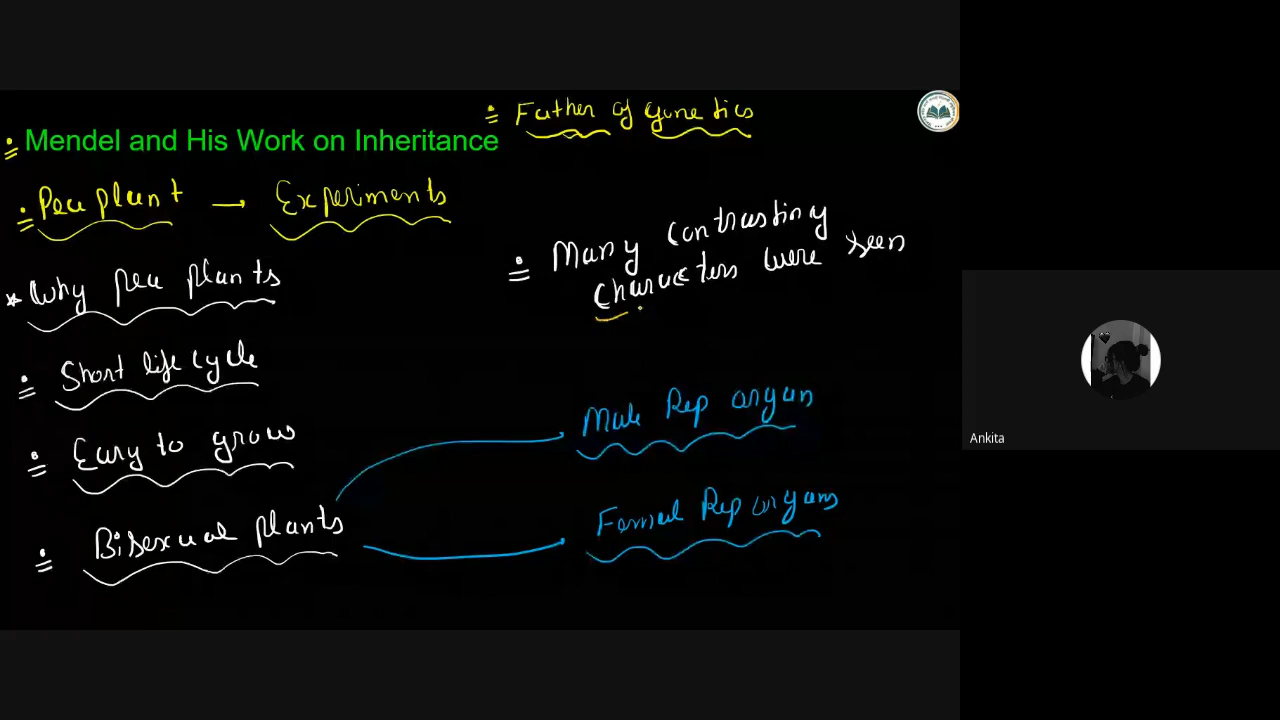 : Father of Genetics
: Mendel and His Work on Inheritance
: Pea plant → Experiments
: Many contrasting
characters were seen
* Why pea plants
: Short life cycle
: Easy to grow
: Bisexual plants
Male Rep organ
Femal Rep organs
Ankita